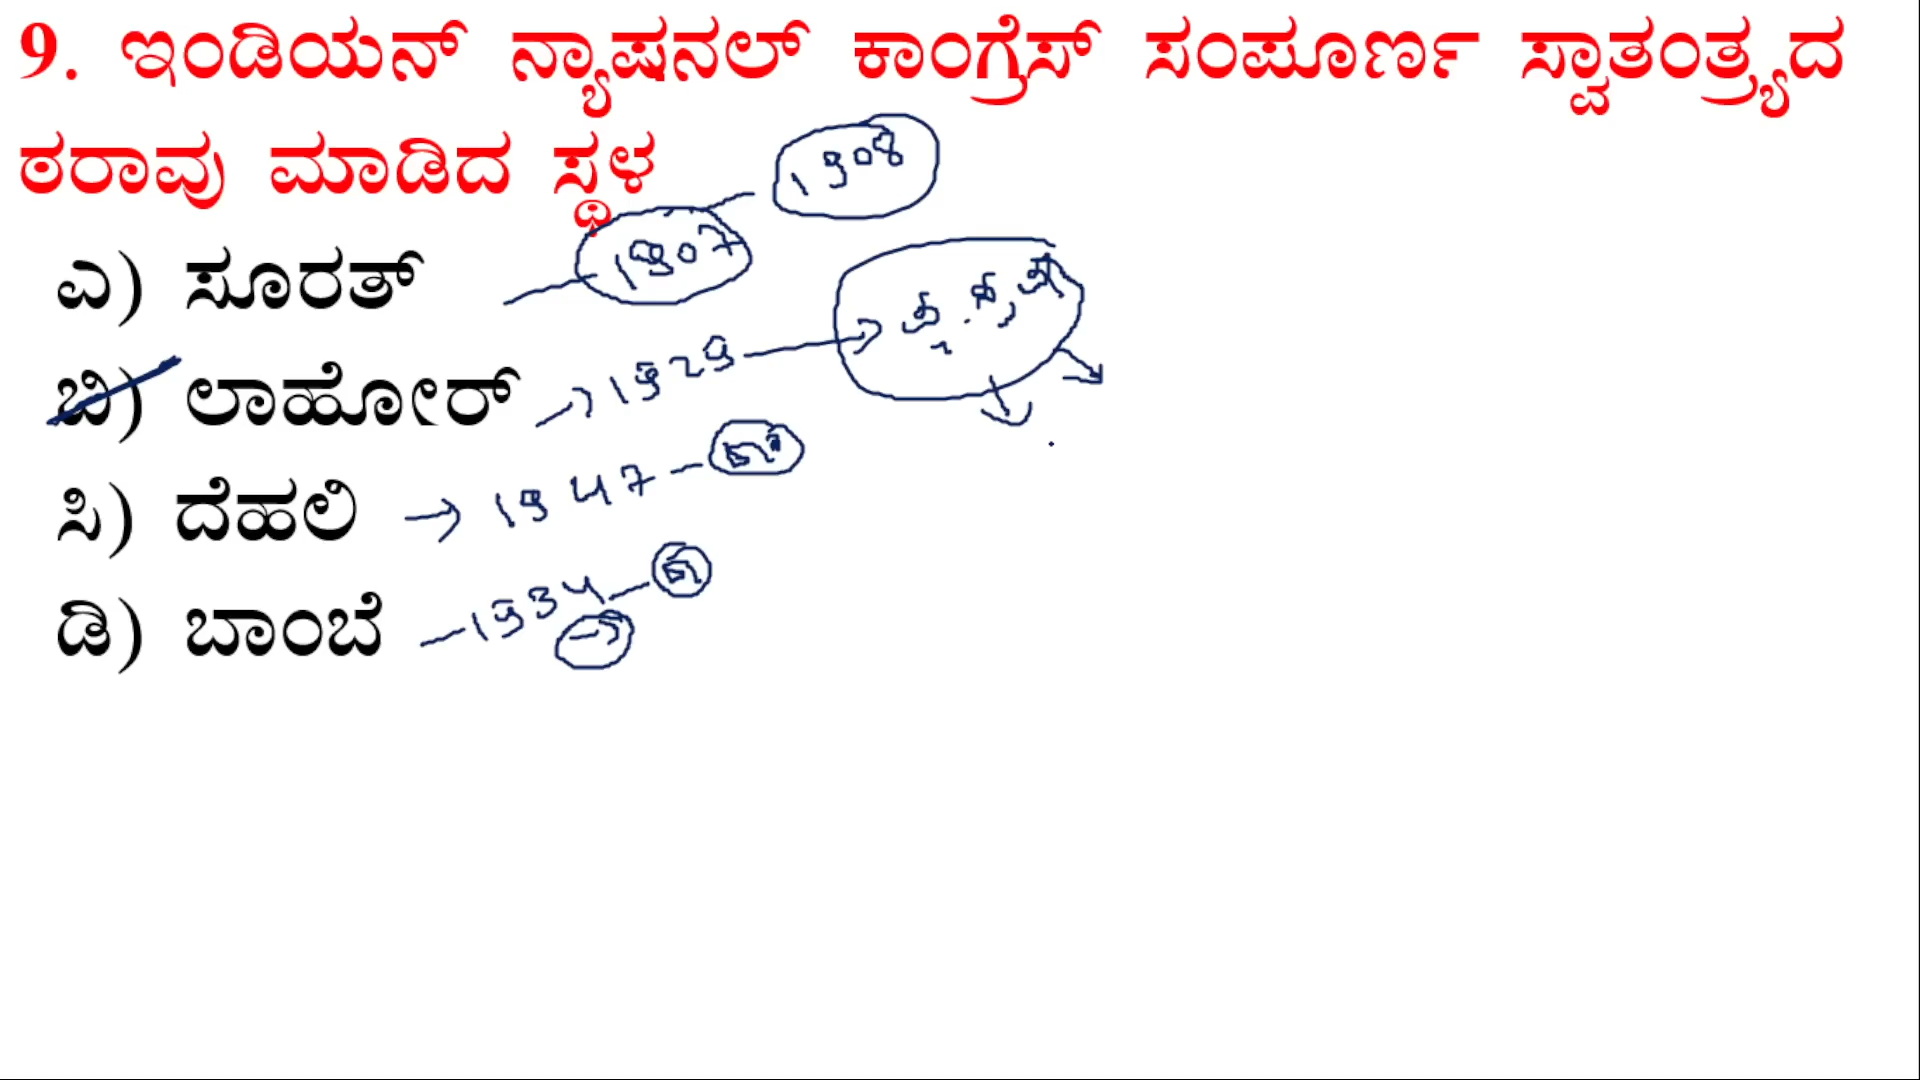 9. ಇಂಡಿಯನ್ ನ್ಯಾಷನಲ್ ಕಾಂಗ್ರೆಸ್ ಸಂಪೂರ್ಣ ಸ್ವಾತಂತ್ರ್ಯದ
ಠರಾವು ಮಾಡಿದ ಸ್ಥಳ
1908
ಎ) ಸೂರತ್ 1907
ಬಿ) ಲಾಹೋರ್ 1929
ಸಿ) ದೆಹಲಿ 1947
ಡಿ) ಬಾಂಬೆ 1934